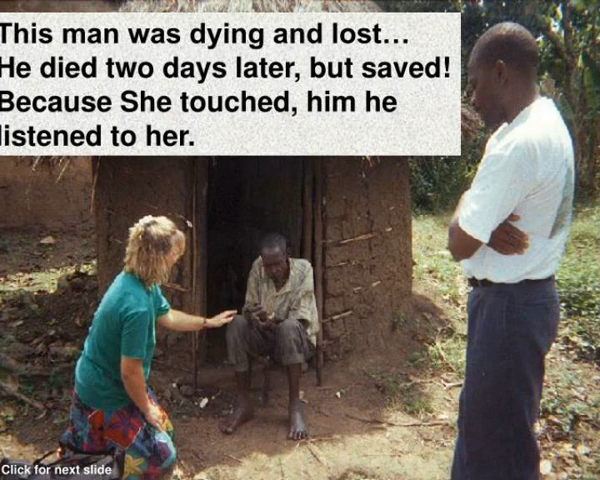 This man was dying and lost…
He died two days later, but saved!
Because She touched, him he
listened to her.
Click for next slide